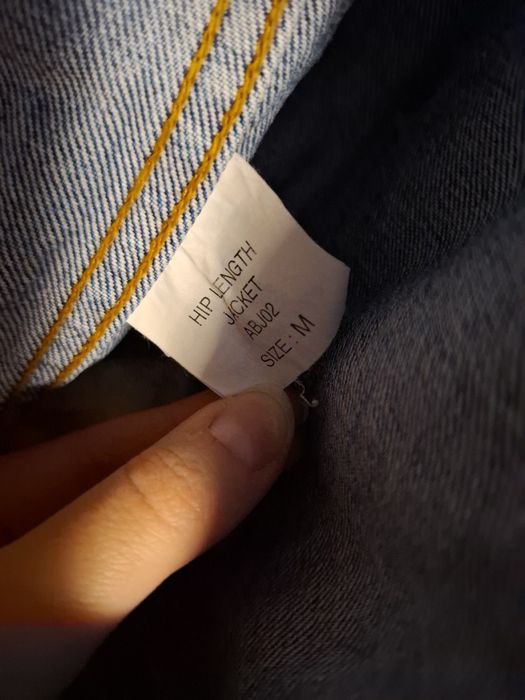 HIP LENGTH
JACKET
ABJ02
SIZE : M